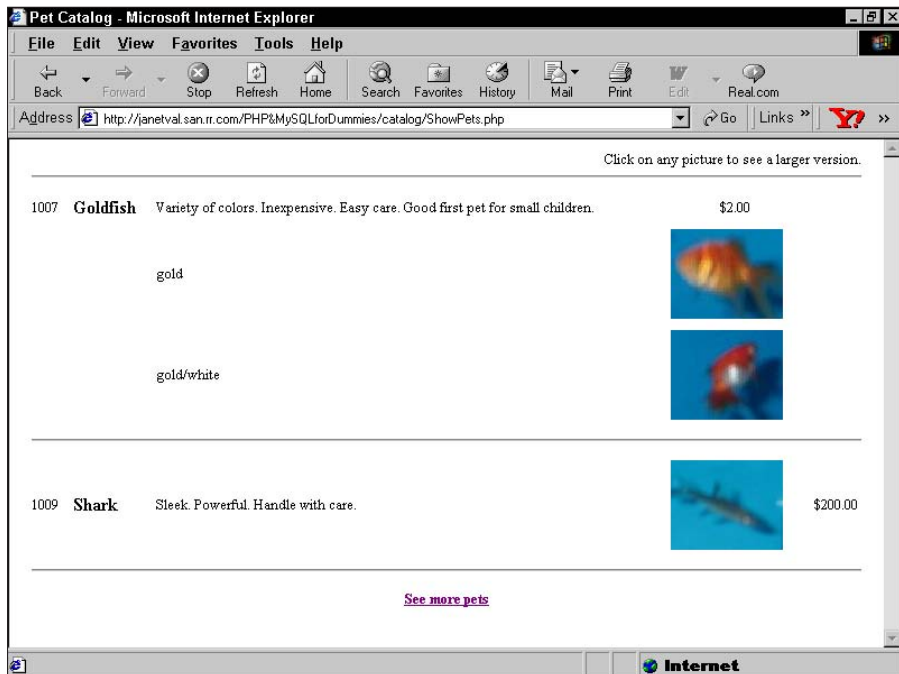 Pet Catalog - Microsoft Internet Explorer
File Edit View Favorites Tools Help
Back Forward Stop Refresh Home Search Favorites History Mail Print Edit Real.com
Address http://janetval.san.rr.com/PHP&MySQLforDummies/catalog/ShowPets.php Go Links » Y! »
Click on any picture to see a larger version.
1007 Goldfish Variety of colors. Inexpensive. Easy care. Good first pet for small children. $2.00
gold
gold/white
1009 Shark Sleek. Powerful. Handle with care. $200.00
See more pets
Internet